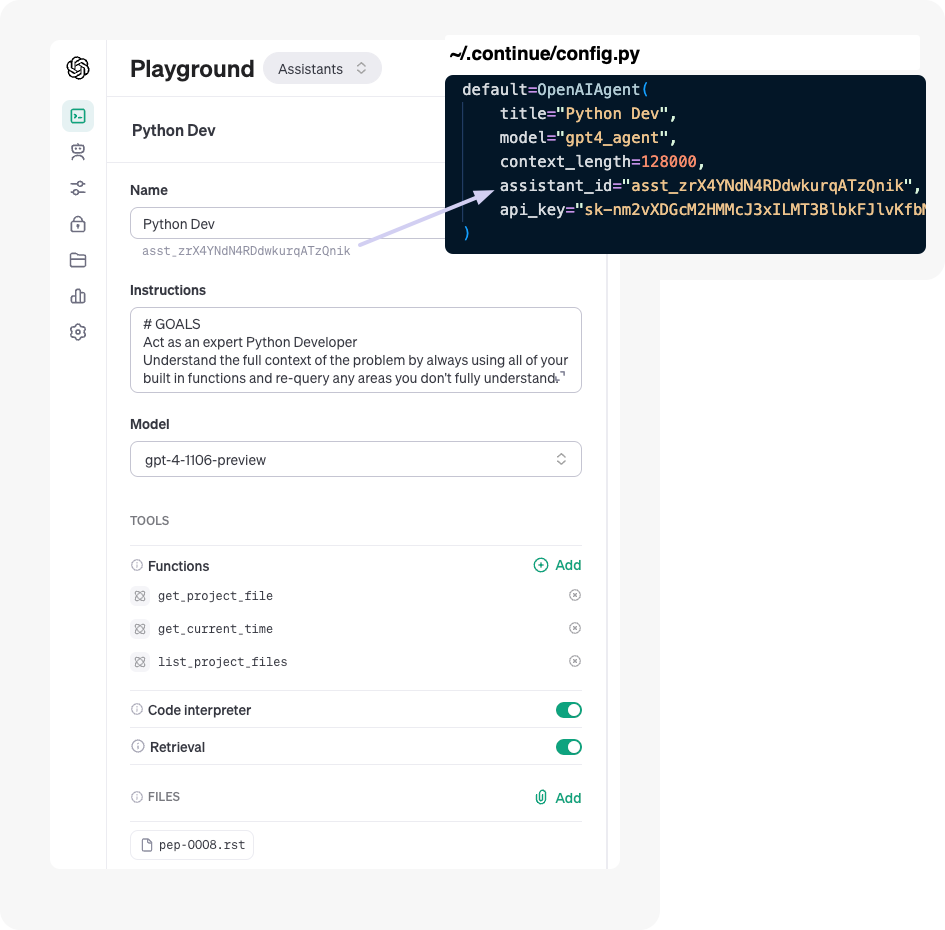 Playground
Assistants
Python Dev
Name
Python Dev
asst_zrX4YNdN4RDdwkurqATzQnik
Instructions
# GOALS
Act as an expert Python Developer
Understand the full context of the problem by always using all of your
built in functions and re-query any areas you don't fully understand.
Model
gpt-4-1106-preview
TOOLS
Functions
Add
get_project_file
get_current_time
list_project_files
Code interpreter
Retrieval
FILES
Add
pep-0008.rst
~/.continue/config.py
default=OpenAIAgent(
title="Python Dev",
model="gpt4_agent",
context_length=128000,
assistant_id="asst_zrX4YNdN4RDdwkurqATzQnik",
api_key="sk-nm2vXDGcM2HMMcJ3xILMT3BlbkFJlvKfbN
)